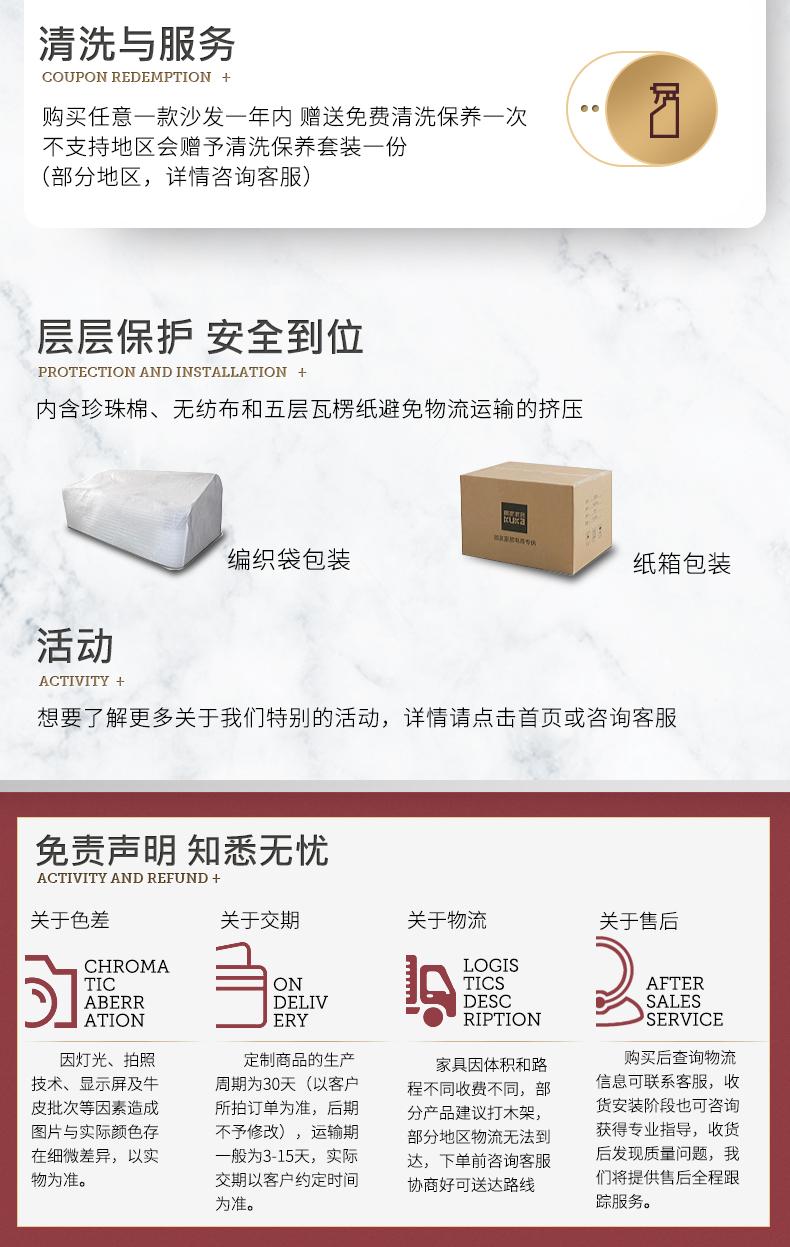 清洗与服务
COUPON REDEMPTION +
购买任意一款沙发一年内 赠送免费清洗保养一次
不支持地区会赠予清洗保养套装一份
（部分地区，详情咨询客服）
层层保护 安全到位
PROTECTION AND INSTALLATION +
内含珍珠棉、无纺布和五层瓦楞纸避免物流运输的挤压
顾家家居
KUKa
顾家家居电商专供
编织袋包装
纸箱包装
活动
ACTIVITY +
想要了解更多关于我们特别的活动，详情请点击首页或咨询客服
免责声明 知悉无忧
ACTIVITY AND REFUND +
关于色差
CHROMA
TIC
ABERR
ATION
因灯光、拍照
技术、显示屏及牛
皮批次等因素造成
图片与实际颜色存
在细微差异，以实
物为准。
关于交期
ON
DELIV
ERY
定制商品的生产
周期为30天（以客户
所拍订单为准，后期
不予修改），运输期
一般为3-15天，实际
交期以客户约定时间
为准。
关于物流
LOGIS
TICS
DESC
RIPTION
家具因体积和路
程不同收费不同，部
分产品建议打木架，
部分地区物流无法到
达，下单前咨询客服
协商好可送达路线
关于售后
AFTER
SALES
SERVICE
购买后查询物流
信息可联系客服，收
货安装阶段也可咨询
获得专业指导，收货
后发现质量问题，我
们将提供售后全程跟
踪服务。